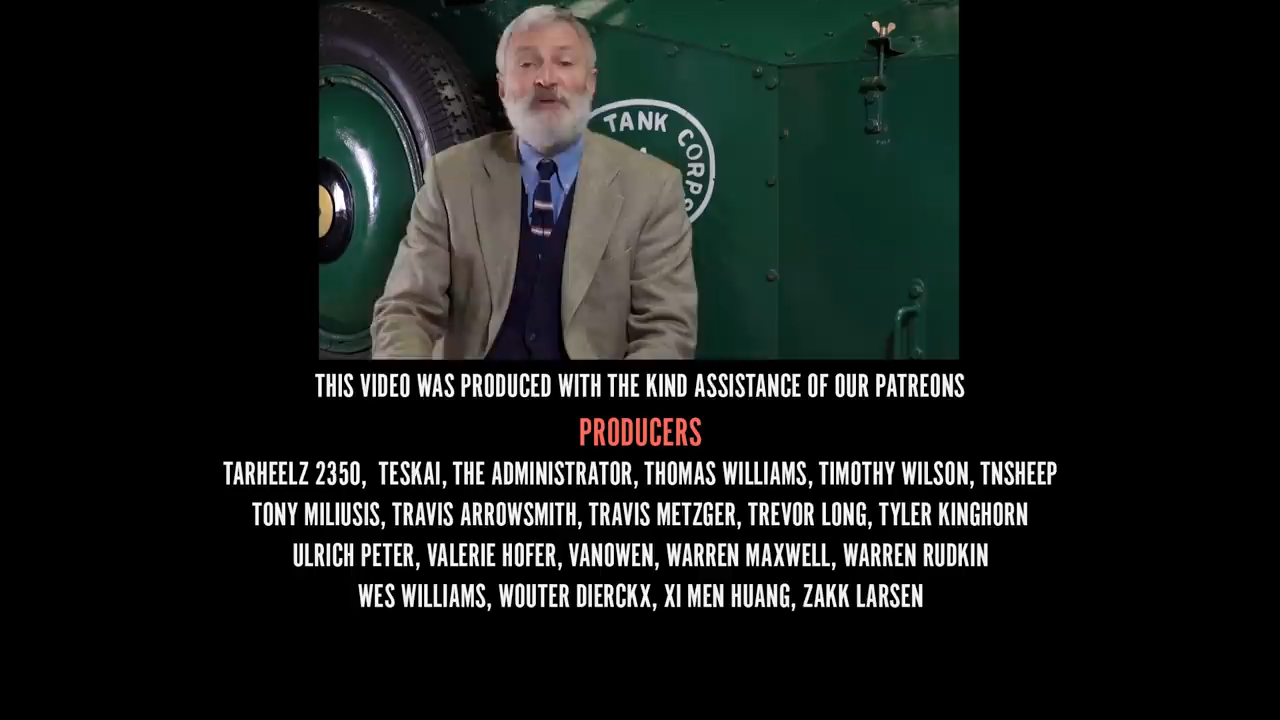 TANK CORPS
THIS VIDEO WAS PRODUCED WITH THE KIND ASSISTANCE OF OUR PATREONS
PRODUCERS
TARHEELZ 2350,  TESKAI, THE ADMINISTRATOR, THOMAS WILLIAMS, TIMOTHY WILSON, TNSHEEP
TONY MILIUSIS, TRAVIS ARROWSMITH, TRAVIS METZGER, TREVOR LONG, TYLER KINGHORN
ULRICH PETER, VALERIE HOFER, VANOWEN, WARREN MAXWELL, WARREN RUDKIN
WES WILLIAMS, WOUTER DIERCKX, XI MEN HUANG, ZAKK LARSEN